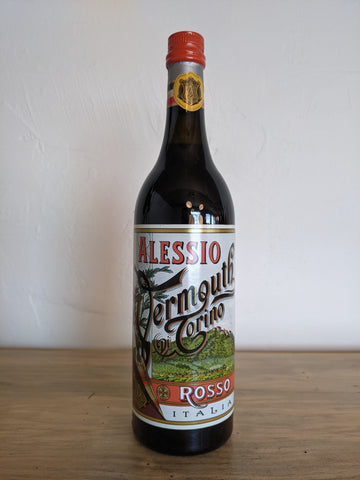 ALESSIO
Vermouth
DI
Torino
ROSSO
ITALIA